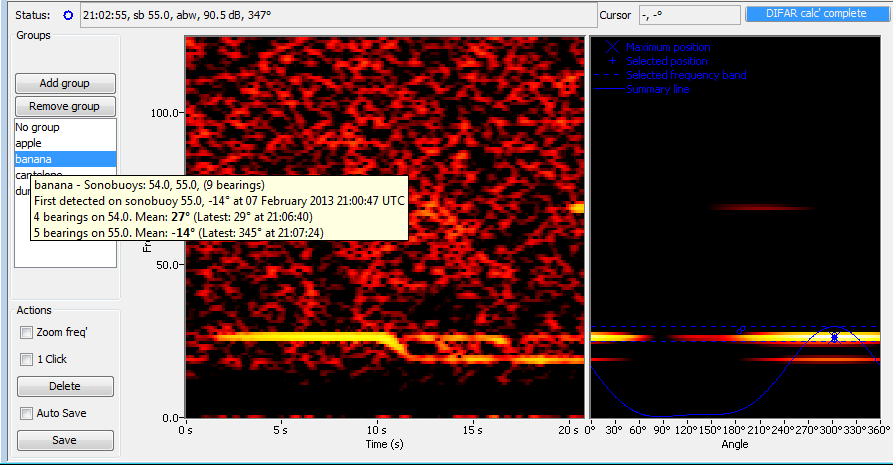 Status: 21:02:55, sb 55.0, abw, 90.5 dB, 347° Cursor -, -° DIFAR calc' complete
Groups
Add group
Remove group
No group
apple
banana
cantelope
banana - Sonobuoys: 54.0, 55.0, (9 bearings)
First detected on sonobuoy 55.0, -14° at 07 February 2013 21:00:47 UTC
4 bearings on 54.0. Mean: 27° (Latest: 29° at 21:06:40)
5 bearings on 55.0. Mean: -14° (Latest: 345° at 21:07:24)
Actions
Zoom freq'
1 Click
Delete
Auto Save
Save
100.0
50.0
0.0
0 s 5 s 10 s 15 s 20 s
Time (s)
Maximum position
Selected position
Selected frequency band
Summary line
0° 30° 60° 90° 120° 150° 180° 210° 240° 270° 300° 330° 360°
Angle